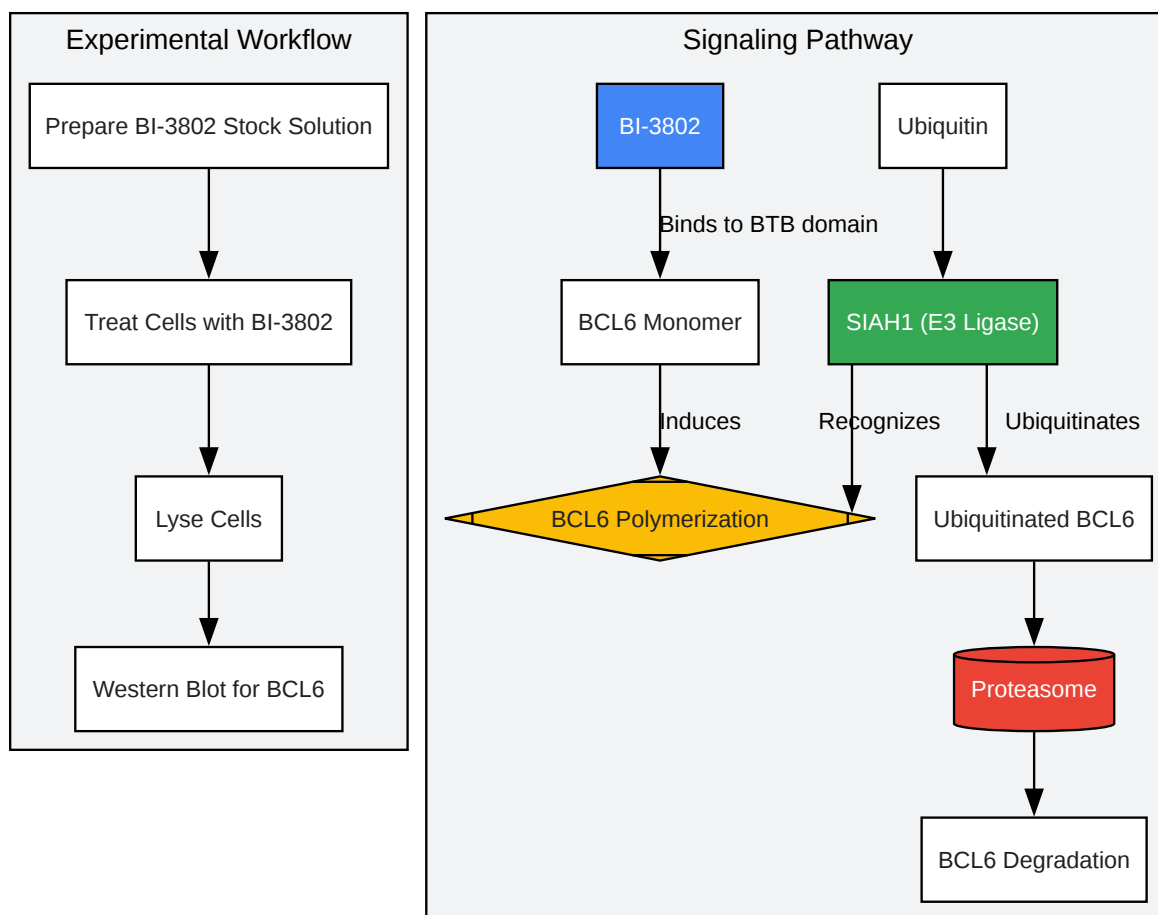 Experimental Workflow
Prepare BI-3802 Stock Solution
Treat Cells with BI-3802
Lyse Cells
Western Blot for BCL6
Signaling Pathway
BI-3802
Ubiquitin
Binds to BTB domain
BCL6 Monomer
SIAH1 (E3 Ligase)
Induces
Recognizes
Ubiquitinates
BCL6 Polymerization
Ubiquitinated BCL6
Proteasome
BCL6 Degradation